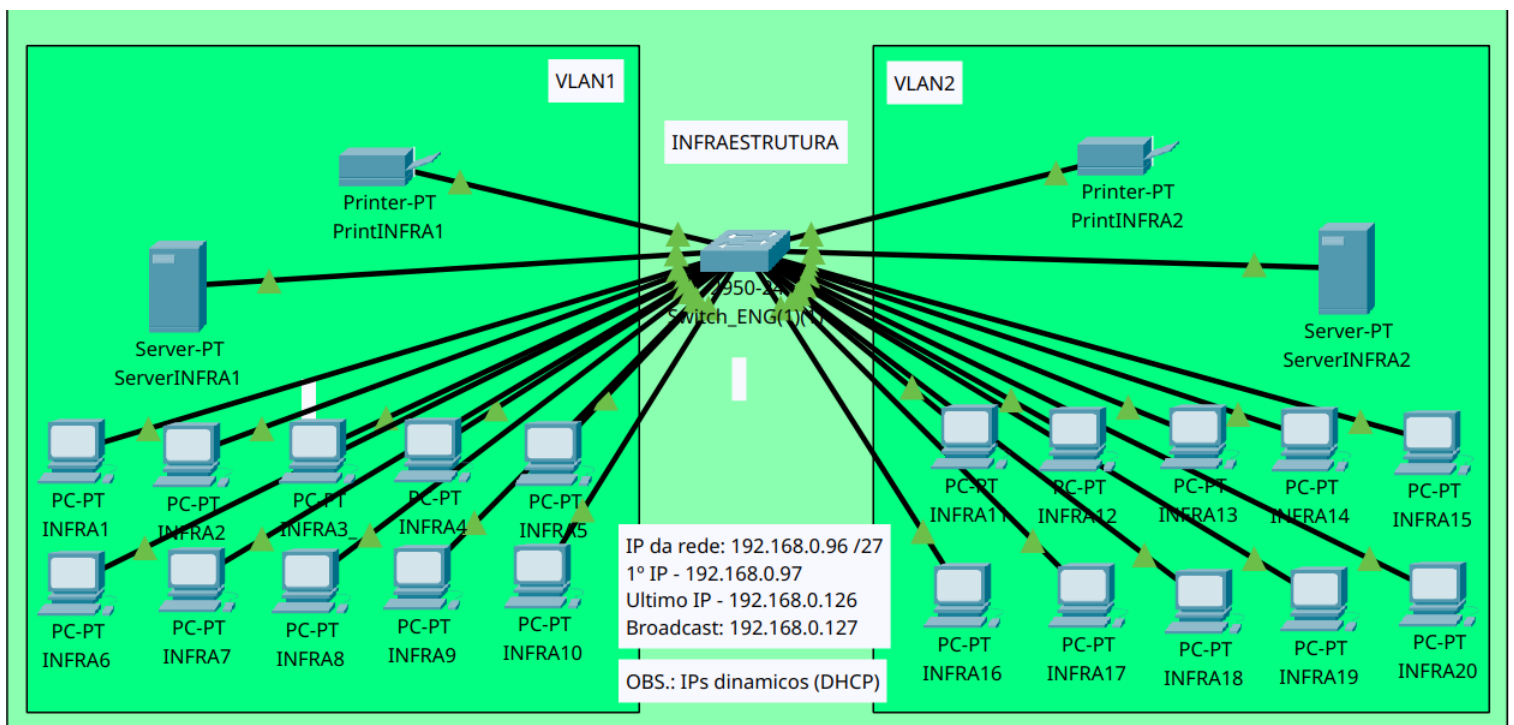 VLAN1
VLAN2
INFRAESTRUTURA
Printer-PT
PrintINFRA1
Printer-PT
PrintINFRA2
2950-24
Switch_ENG(1)(1)
Server-PT
ServerINFRA1
Server-PT
ServerINFRA2
PC-PT
INFRA1
PC-PT
INFRA2
PC-PT
INFRA3_
PC-PT
INFRA4
PC-PT
INFRA5
PC-PT
INFRA11
PC-PT
INFRA12
PC-PT
INFRA13
PC-PT
INFRA14
PC-PT
INFRA15
PC-PT
INFRA6
PC-PT
INFRA7
PC-PT
INFRA8
PC-PT
INFRA9
PC-PT
INFRA10
IP da rede: 192.168.0.96 /27
1º IP - 192.168.0.97
Ultimo IP - 192.168.0.126
Broadcast: 192.168.0.127
OBS.: IPs dinamicos (DHCP)
PC-PT
INFRA16
PC-PT
INFRA17
PC-PT
INFRA18
PC-PT
INFRA19
PC-PT
INFRA20